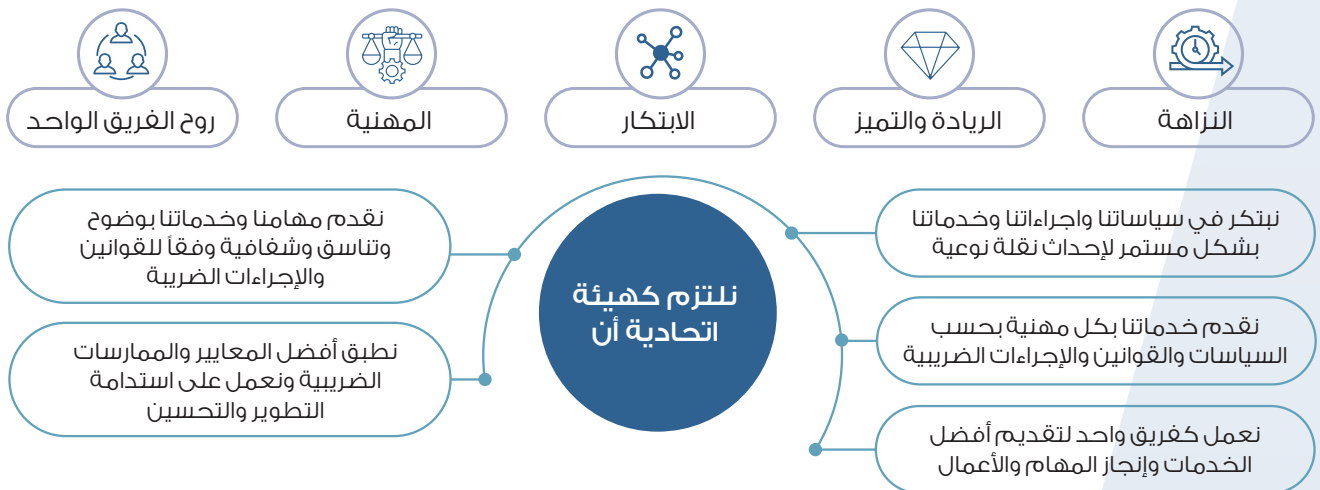 النزاهة
الريادة والتميز
الابتكار
المهنية
روح الفريق الواحد
نلتزم كهيئة
اتحادية أن
نبتكر في سياساتنا واجراءاتنا وخدماتنا
بشكل مستمر لإحداث نقلة نوعية
نقدم خدماتنا بكل مهنية بحسب
السياسات والقوانين والإجراءات الضريبية
نعمل كفريق واحد لتقديم أفضل
الخدمات وإنجاز المهام والأعمال
نقدم مهامنا وخدماتنا بوضوح
وتناسق وشفافية وفقاً للقوانين
والإجراءات الضريبة
نطبق أفضل المعايير والممارسات
الضريبية ونعمل على استدامة
التطوير والتحسين